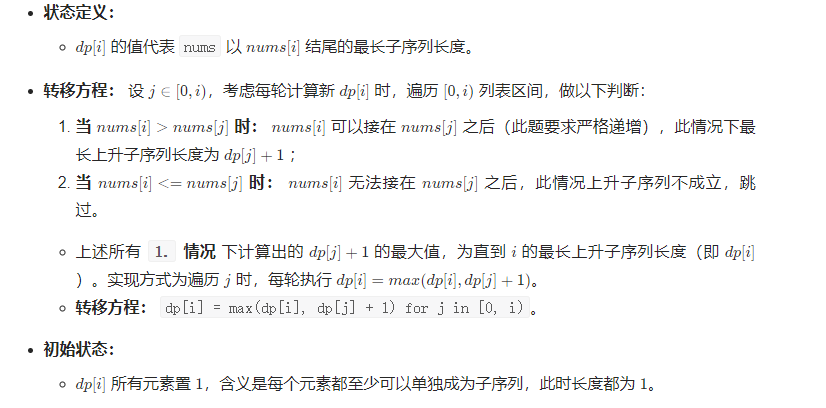 • 状态定义：
◦ dp[i] 的值代表 nums 以 nums[i] 结尾的最长子序列长度。
• 转移方程： 设 j ∈ [0, i)，考虑每轮计算新 dp[i] 时，遍历 [0, i) 列表区间，做以下判断：
1. 当 nums[i] > nums[j] 时： nums[i] 可以接在 nums[j] 之后（此题要求严格递增），此情况下最
长上升子序列长度为 dp[j] + 1 ；
2. 当 nums[i] <= nums[j] 时： nums[i] 无法接在 nums[j] 之后，此情况上升子序列不成立，跳
过。
◦ 上述所有 1. 情况 下计算出的 dp[j] + 1 的最大值，为直到 i 的最长上升子序列长度（即 dp[i]
）。实现方式为遍历 j 时，每轮执行 dp[i] = max(dp[i], dp[j] + 1)。
◦ 转移方程： dp[i] = max(dp[i], dp[j] + 1) for j in [0, i) 。
• 初始状态：
◦ dp[i] 所有元素置 1，含义是每个元素都至少可以单独成为子序列，此时长度都为 1。